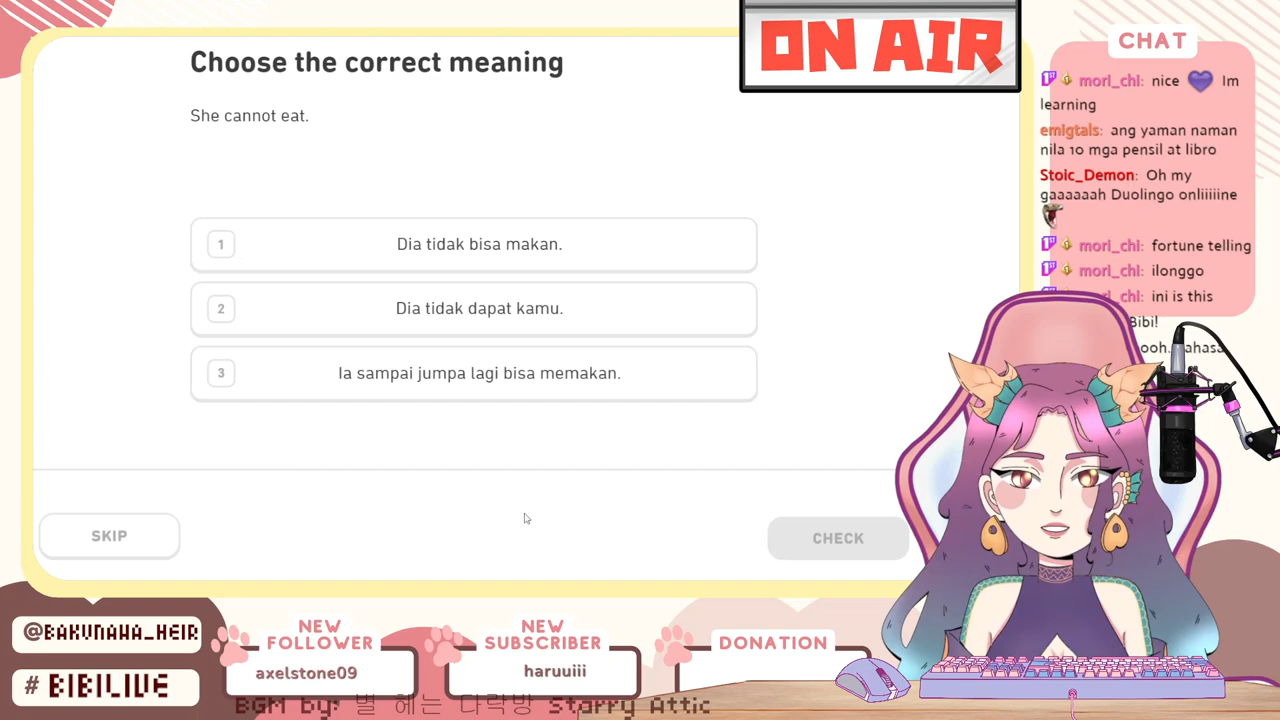 ON AIR
CHAT
Choose the correct meaning
She cannot eat.
1 Dia tidak bisa makan.
2 Dia tidak dapat kamu.
3 Ia sampai jumpa lagi bisa memakan.
SKIP
CHECK
mori_chi: nice Im
learning
emigtals: ang yaman naman
nila 10 mga pensil at libro
Stoic_Demon: Oh my
gaaaaaah Duolingo onliiiiine
mori_chi: fortune telling
mori_chi: ilonggo
_chi: ini is this
Bibi!
ooh.
@BAKUNAWA_HEIR
# BIBILIVE
NEW
FOLLOWER
axelstone09
NEW
SUBSCRIBER
haruuiii
DONATION
BGM by: 별 헤는 다락방 Starry Attic